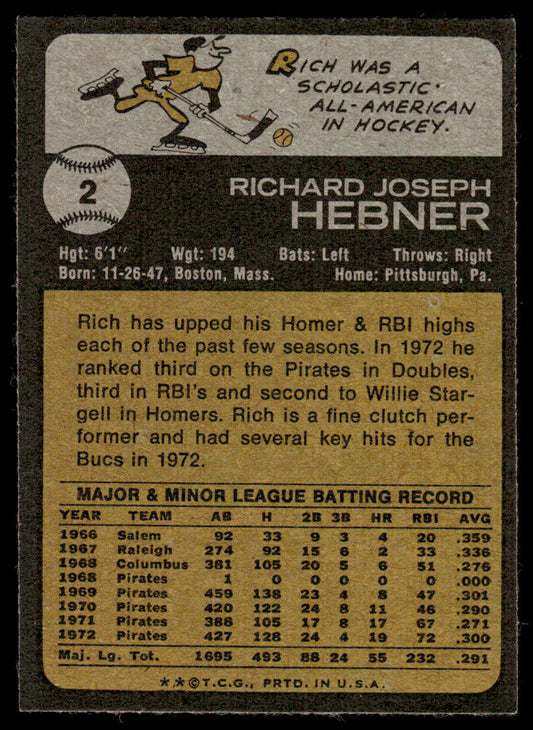 RICH WAS A
SCHOLASTIC
ALL-AMERICAN
IN HOCKEY.
2
RICHARD JOSEPH
HEBNER
Hgt: 6'1" Wgt: 194 Bats: Left Throws: Right
Born: 11-26-47, Boston, Mass. Home: Pittsburgh, Pa.
Rich has upped his Homer & RBI highs
each of the past few seasons. In 1972 he
ranked third on the Pirates in Doubles,
third in RBI's and second to Willie Star-
gell in Homers. Rich is a fine clutch per-
former and had several key hits for the
Bucs in 1972.
MAJOR & MINOR LEAGUE BATTING RECORD
YEAR TEAM AB H 2B 3B HR RBI AVG
1966 Salem 92 33 9 3 4 20 .359
1967 Raleigh 274 92 15 6 2 33 .336
1968 Columbus 381 105 20 5 6 51 .276
1968 Pirates 1 0 0 0 0 0 .000
1969 Pirates 459 138 23 4 8 47 .301
1970 Pirates 420 122 24 8 11 46 .290
1971 Pirates 388 105 17 8 17 67 .271
1972 Pirates 427 128 24 4 19 72 .300
Maj. Lg. Tot. 1695 493 88 24 55 232 .291
★★©T.C.G., PRTD. IN U.S.A.